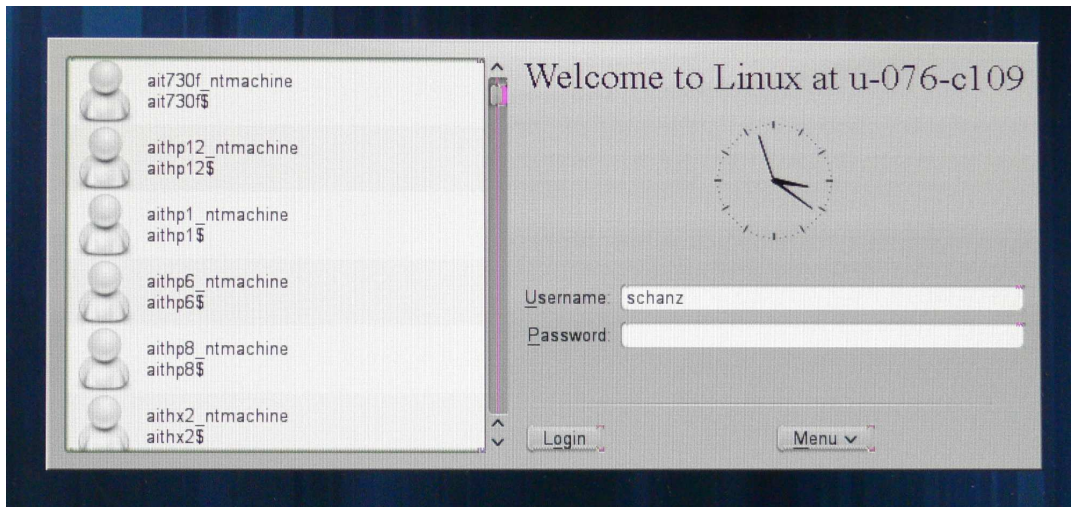 ait730f_ntmachine
ait730f$
aithp12_ntmachine
aithp12$
aithp1_ntmachine
aithp1$
aithp6_ntmachine
aithp6$
aithp8_ntmachine
aithp8$
aithx2_ntmachine
aithx2$
Welcome to Linux at u-076-c109
Username: schanz
Password:
Login
Menu